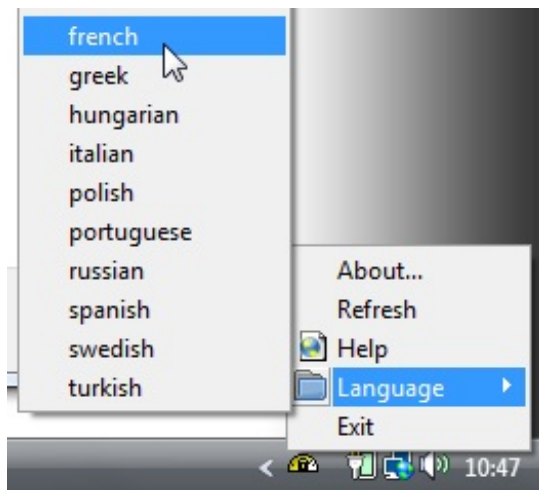 french
greek
hungarian
italian
polish
portuguese
russian
spanish
swedish
turkish
About...
Refresh
Help
Language
Exit
10:47